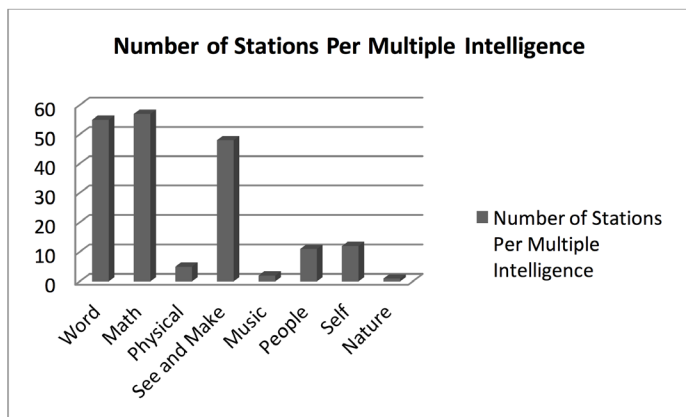 Number of Stations Per Multiple Intelligence
60
50
40
30
20
10
0
Word
Math
Physical
See and Make
Music
People
Self
Nature
Number of Stations
Per Multiple
Intelligence